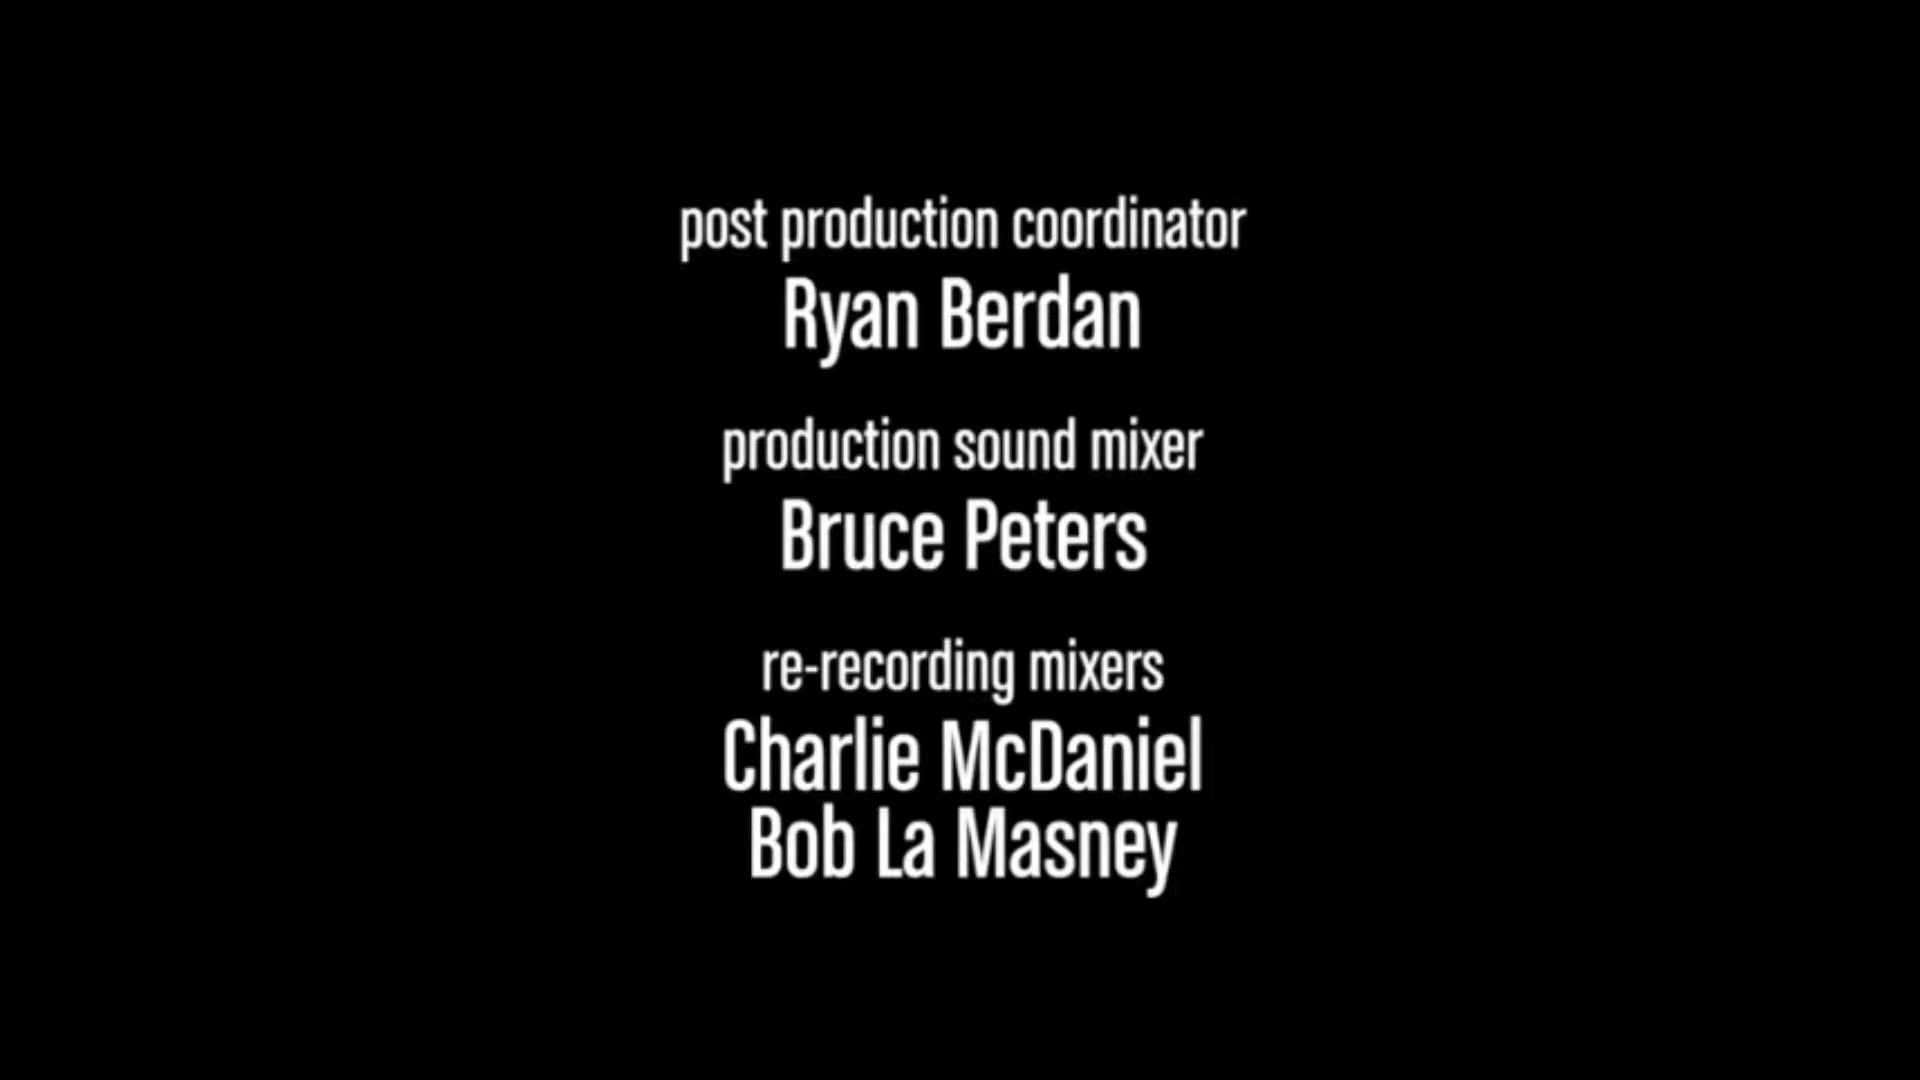 post production coordinator
Ryan Berdan
production sound mixer
Bruce Peters
re-recording mixers
Charlie McDaniel
Bob La Masney